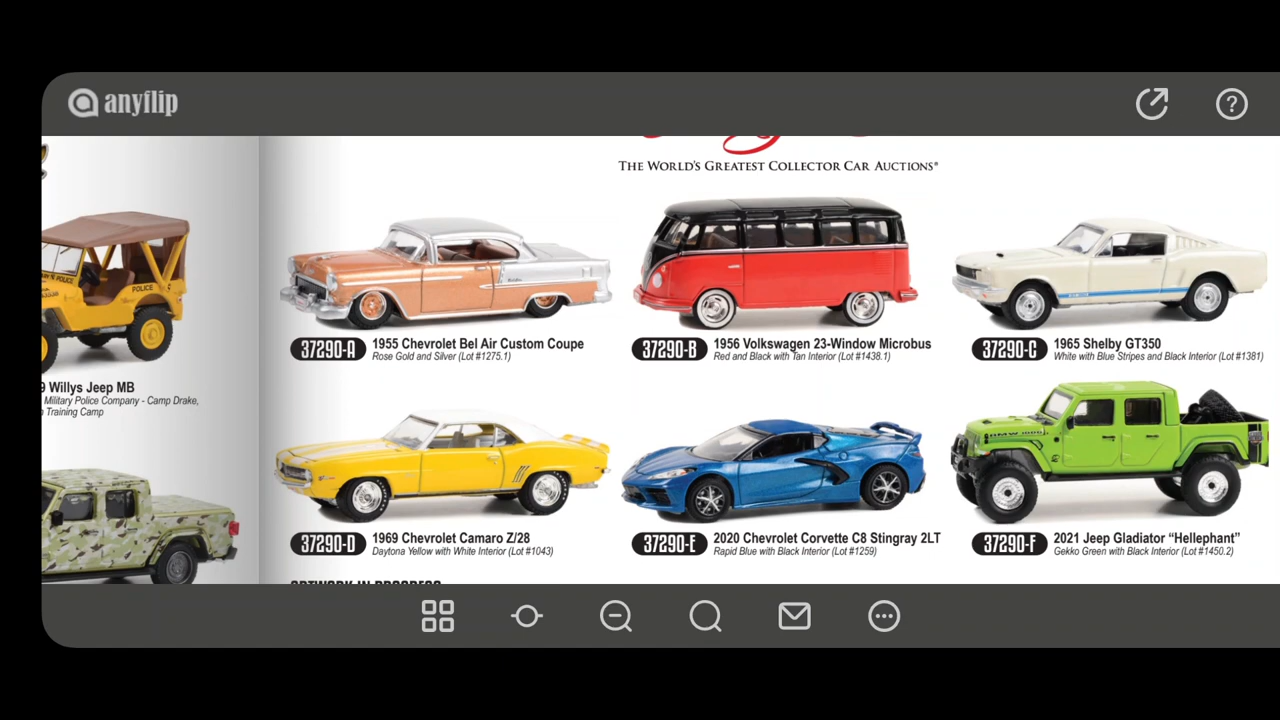 anyflip
THE WORLD'S GREATEST COLLECTOR CAR AUCTIONS®
POLICE
Willys Jeep MB
Military Police Company - Camp Drake,
Training Camp
37290-A 1955 Chevrolet Bel Air Custom Coupe
Rose Gold and Silver (Lot #1275.1)
37290-B 1956 Volkswagen 23-Window Microbus
Red and Black with Tan Interior (Lot #1438.1)
37290-C 1965 Shelby GT350
White with Blue Stripes and Black Interior (Lot #1381)
37290-D 1969 Chevrolet Camaro Z/28
Daytona Yellow with White Interior (Lot #1043)
37290-E 2020 Chevrolet Corvette C8 Stingray 2LT
Rapid Blue with Black Interior (Lot #1259)
37290-F 2021 Jeep Gladiator “Hellephant”
Gekko Green with Black Interior (Lot #1450.2)
ARTWORK IN PROGRESS